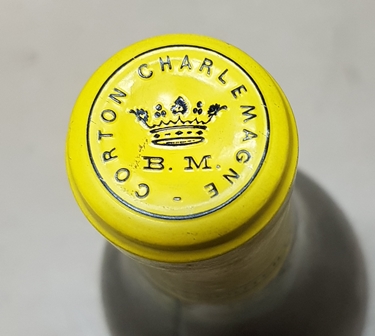 CORTON CHARLEMAGNE -
B. M.